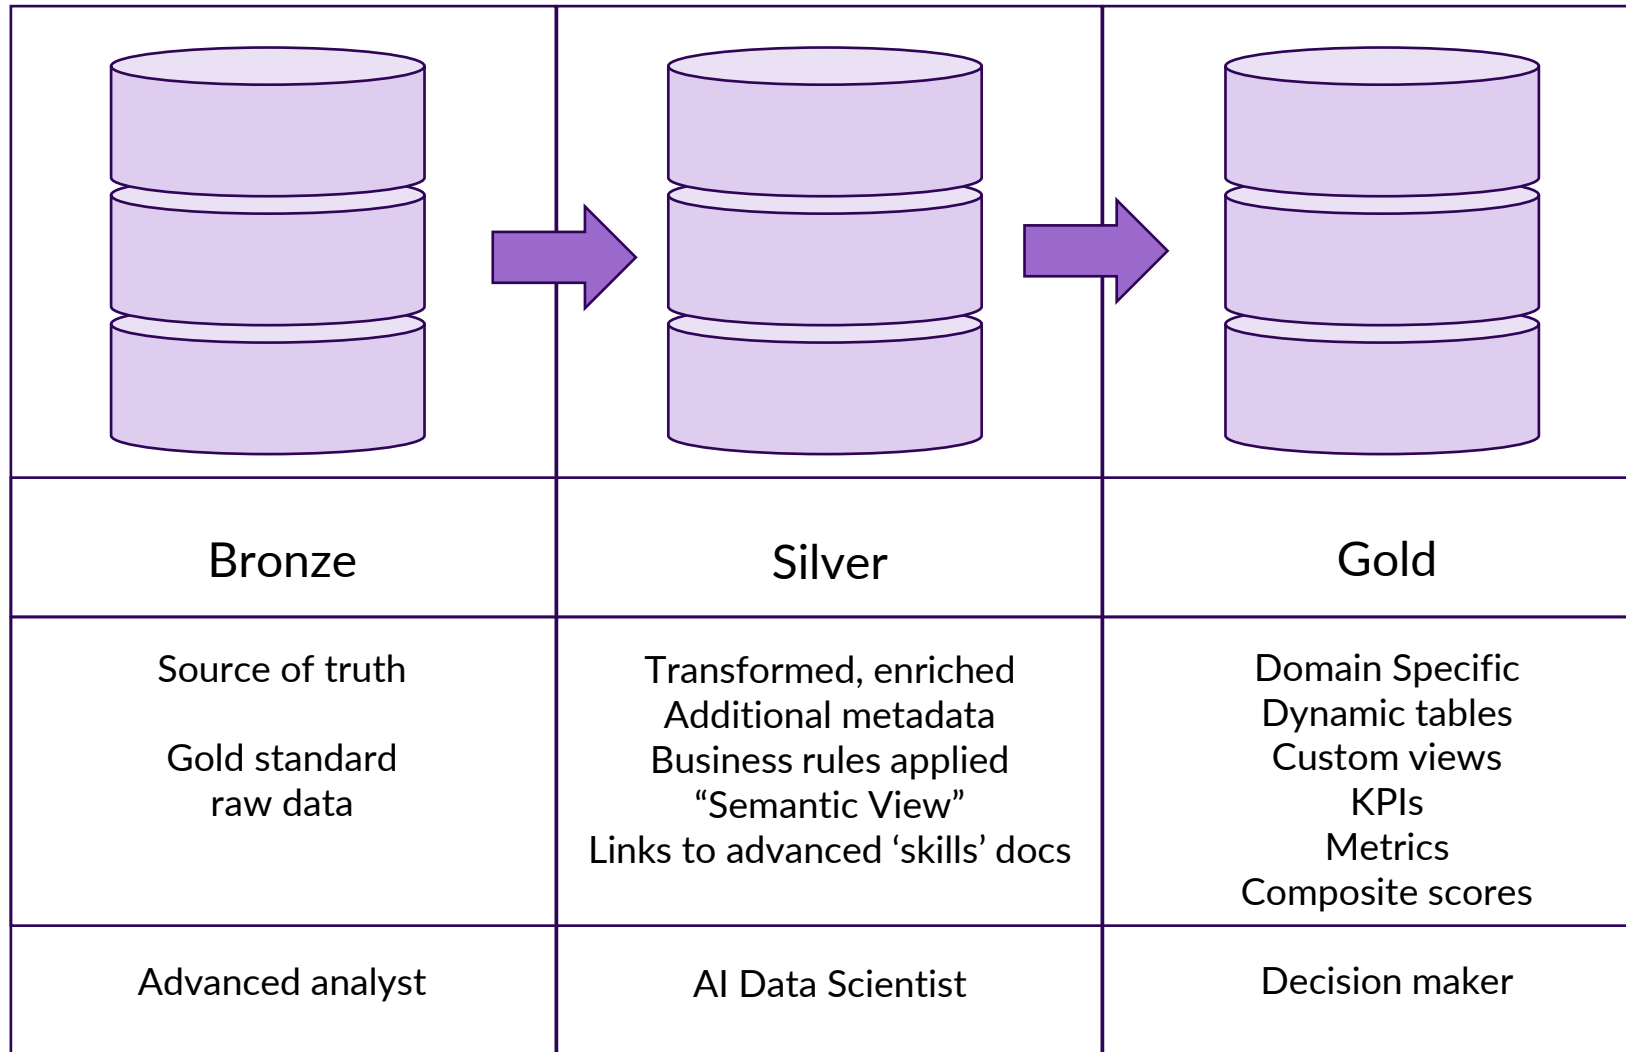 Bronze
Silver
Gold
Source of truth
Gold standard
raw data
Transformed, enriched
Additional metadata
Business rules applied
“Semantic View”
Links to advanced ‘skills’ docs
Domain Specific
Dynamic tables
Custom views
KPIs
Metrics
Composite scores
Advanced analyst
AI Data Scientist
Decision maker